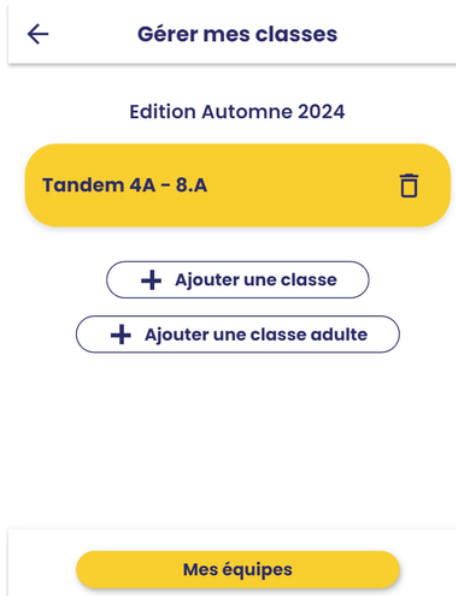 Gérer mes classes
Edition Automne 2024
Tandem 4A - 8.A
Ajouter une classe
Ajouter une classe adulte
Mes équipes